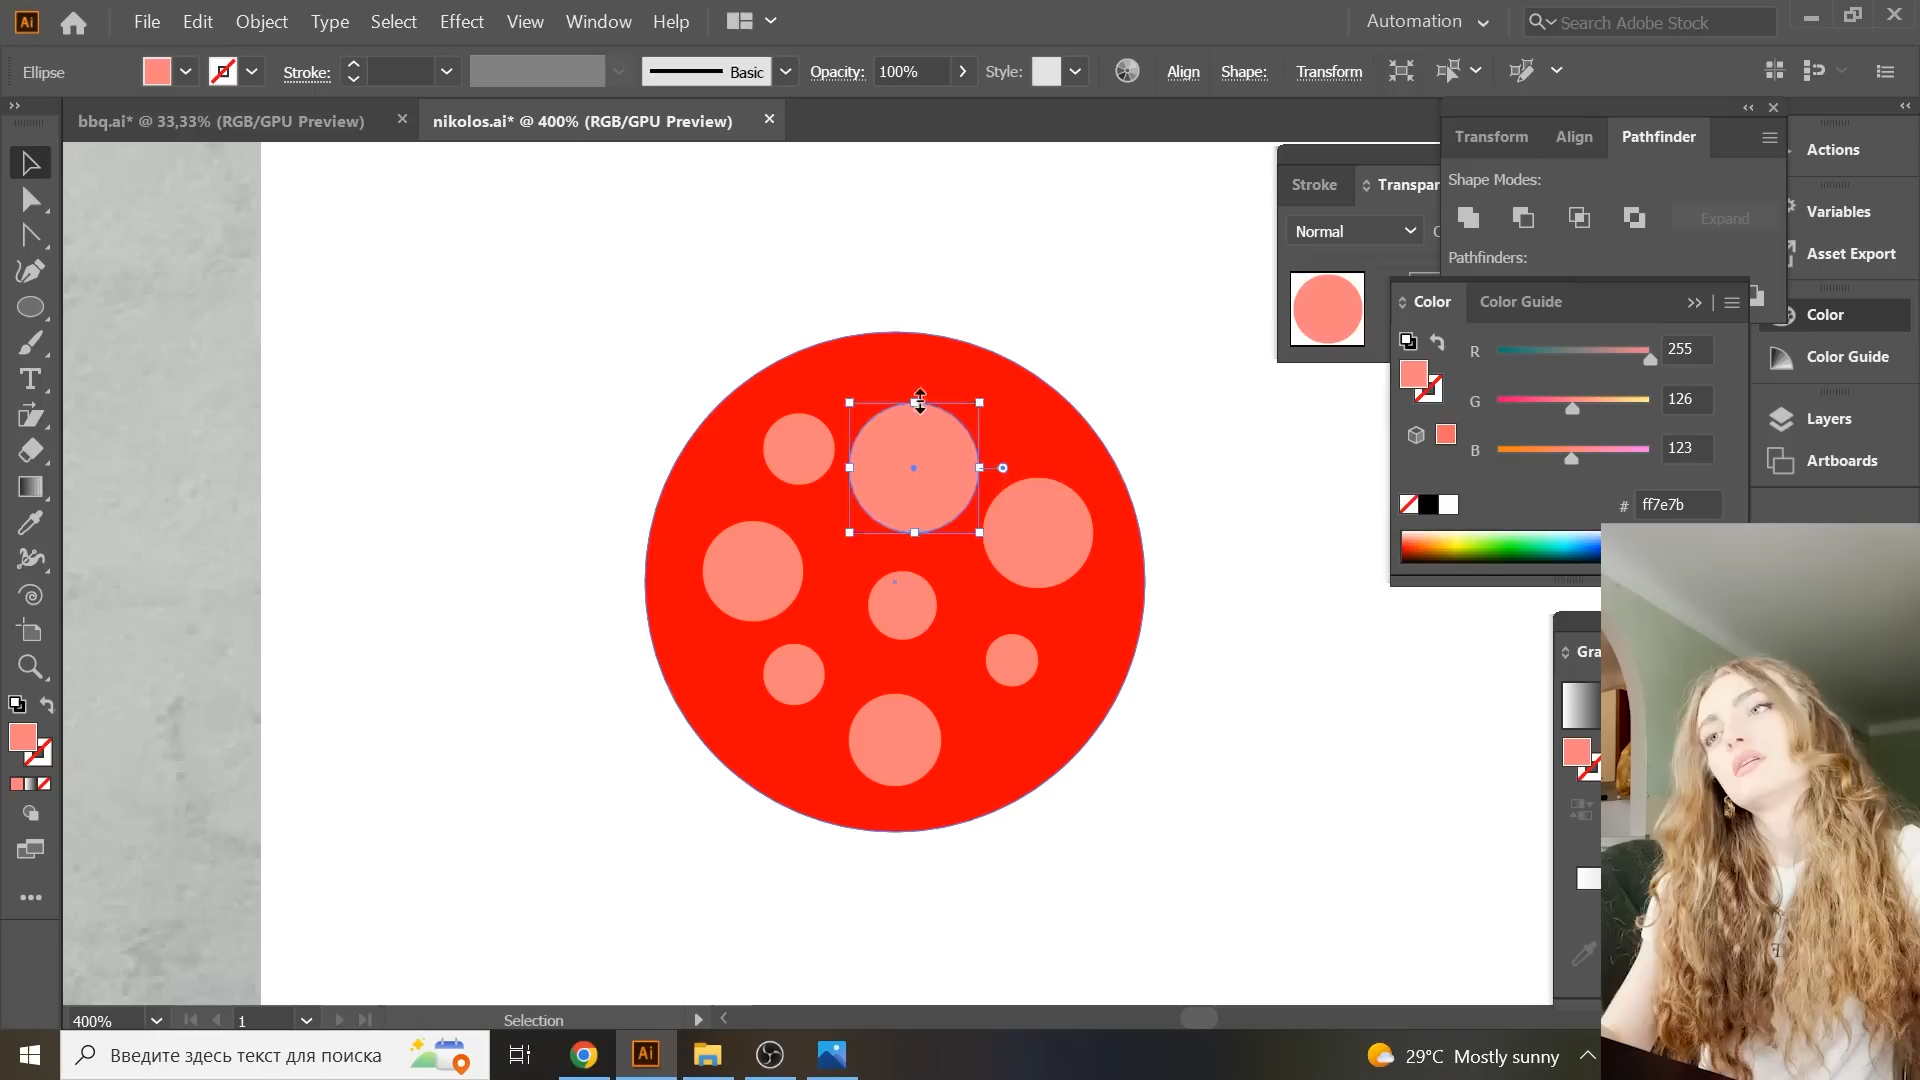 Ai File Edit Object Type Select Effect View Window Help Automation Search Adobe Stock
Ellipse Stroke: Basic Opacity: 100% Style: Align Shape: Transform
bbq.ai* @ 33,33% (RGB/GPU Preview) nikolos.ai* @ 400% (RGB/GPU Preview)
Transform Align Pathfinder
Actions
Stroke Transpar
Shape Modes:
Variables
Normal
Expand
Asset Export
Pathfinders:
Color Color Guide
Color
R 255
Color Guide
G 126
Layers
B 123
Artboards
# ff7e7b
Gra
400% 1 Selection
Введите здесь текст для поиска Ai 29°C Mostly sunny